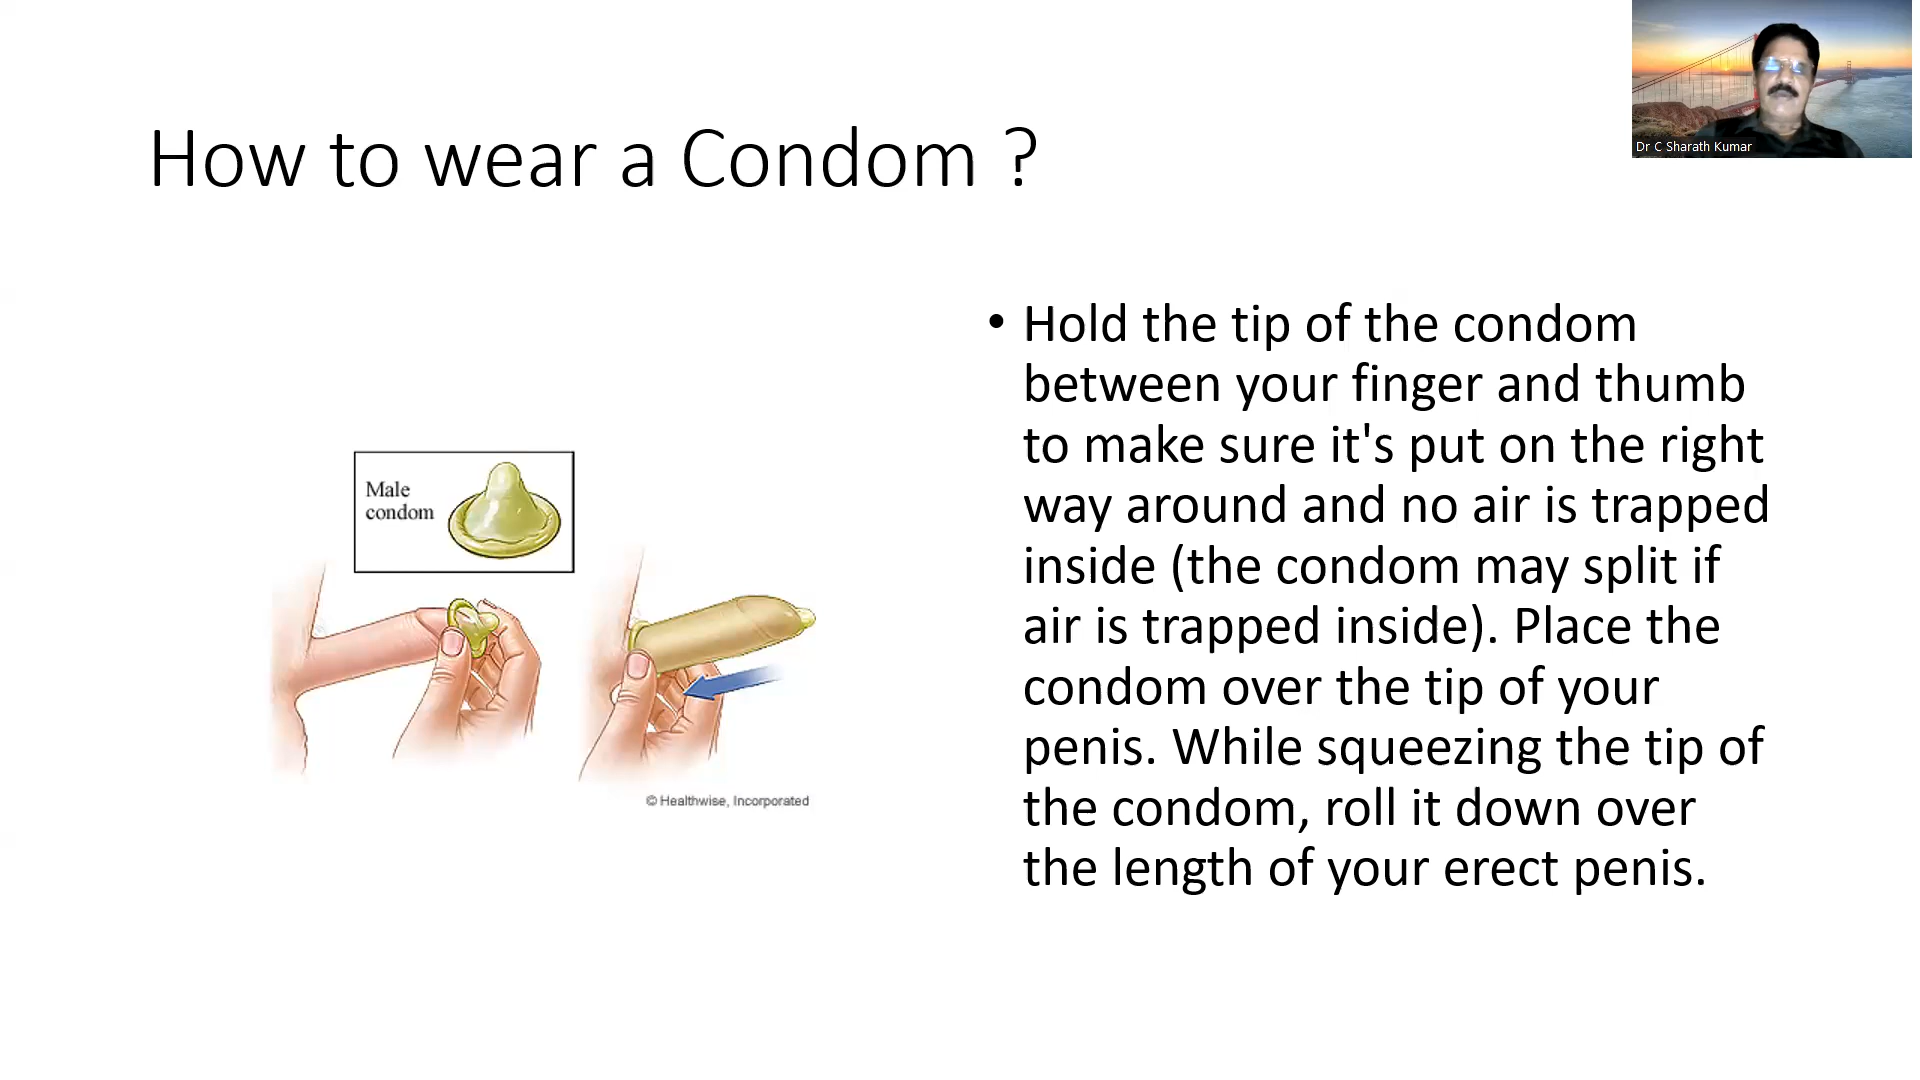 How to wear a Condom ?
Dr C Sharath Kumar
Male
condom
© Healthwise, Incorporated
• Hold the tip of the condom
between your finger and thumb
to make sure it's put on the right
way around and no air is trapped
inside (the condom may split if
air is trapped inside). Place the
condom over the tip of your
penis. While squeezing the tip of
the condom, roll it down over
the length of your erect penis.